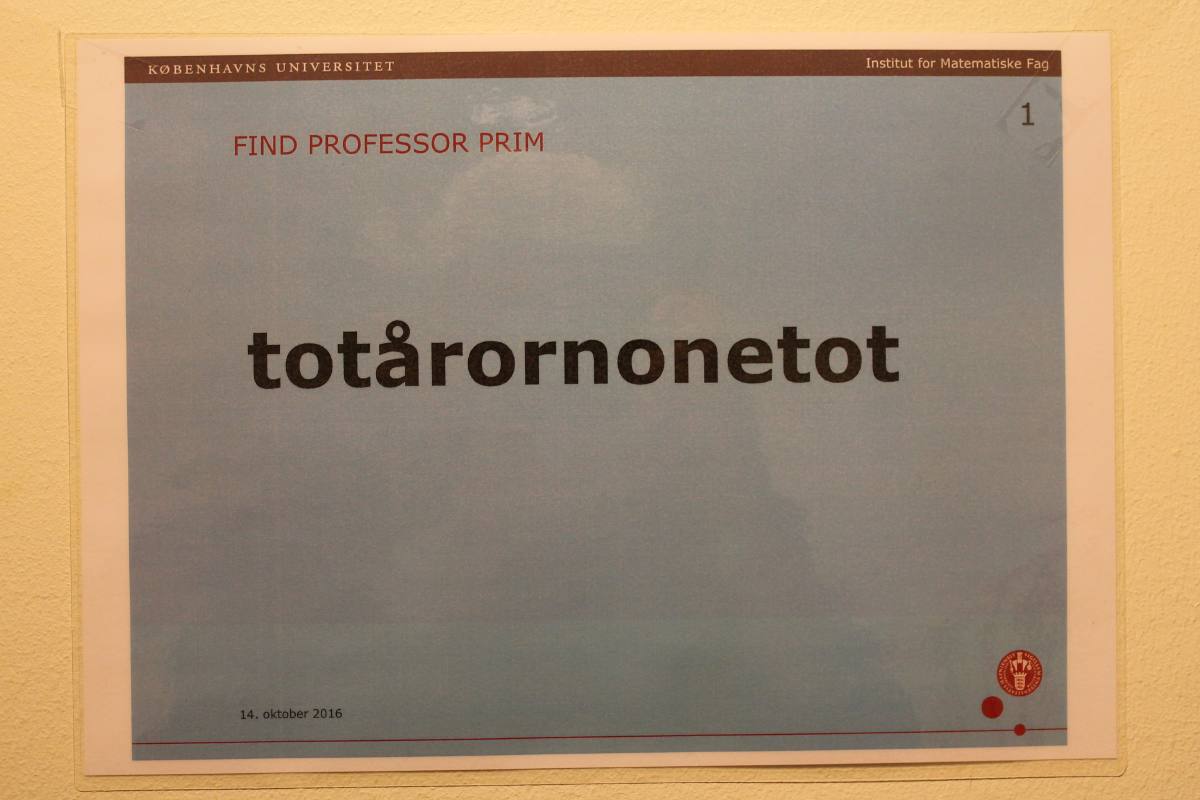 KØBENHAVNS UNIVERSITET
Institut for Matematiske Fag
1
FIND PROFESSOR PRIM
totårornonetot
14. oktober 2016